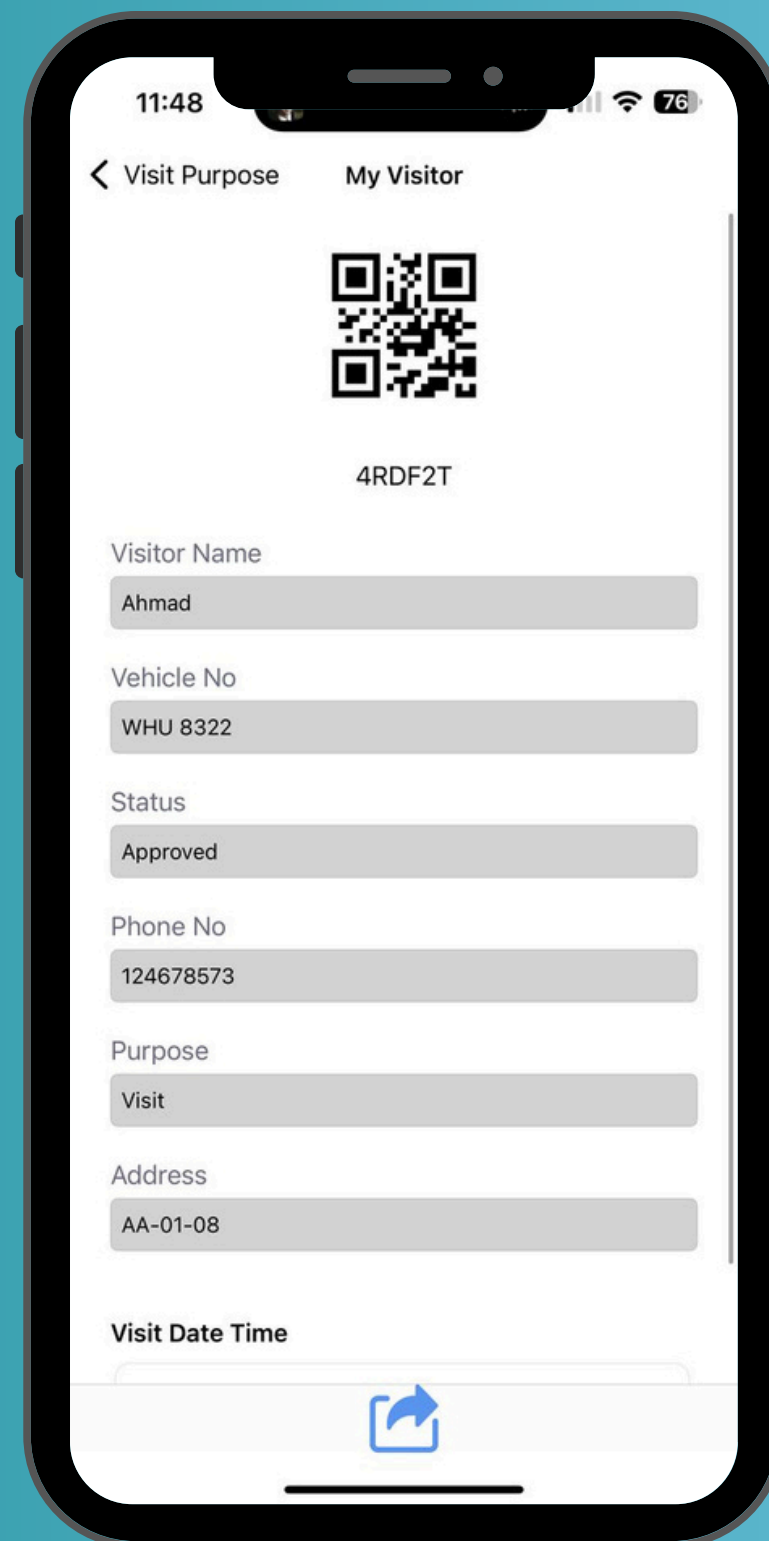 11:48
76
Visit Purpose
My Visitor
4RDF2T
Visitor Name
Ahmad
Vehicle No
WHU 8322
Status
Approved
Phone No
124678573
Purpose
Visit
Address
AA-01-08
Visit Date Time